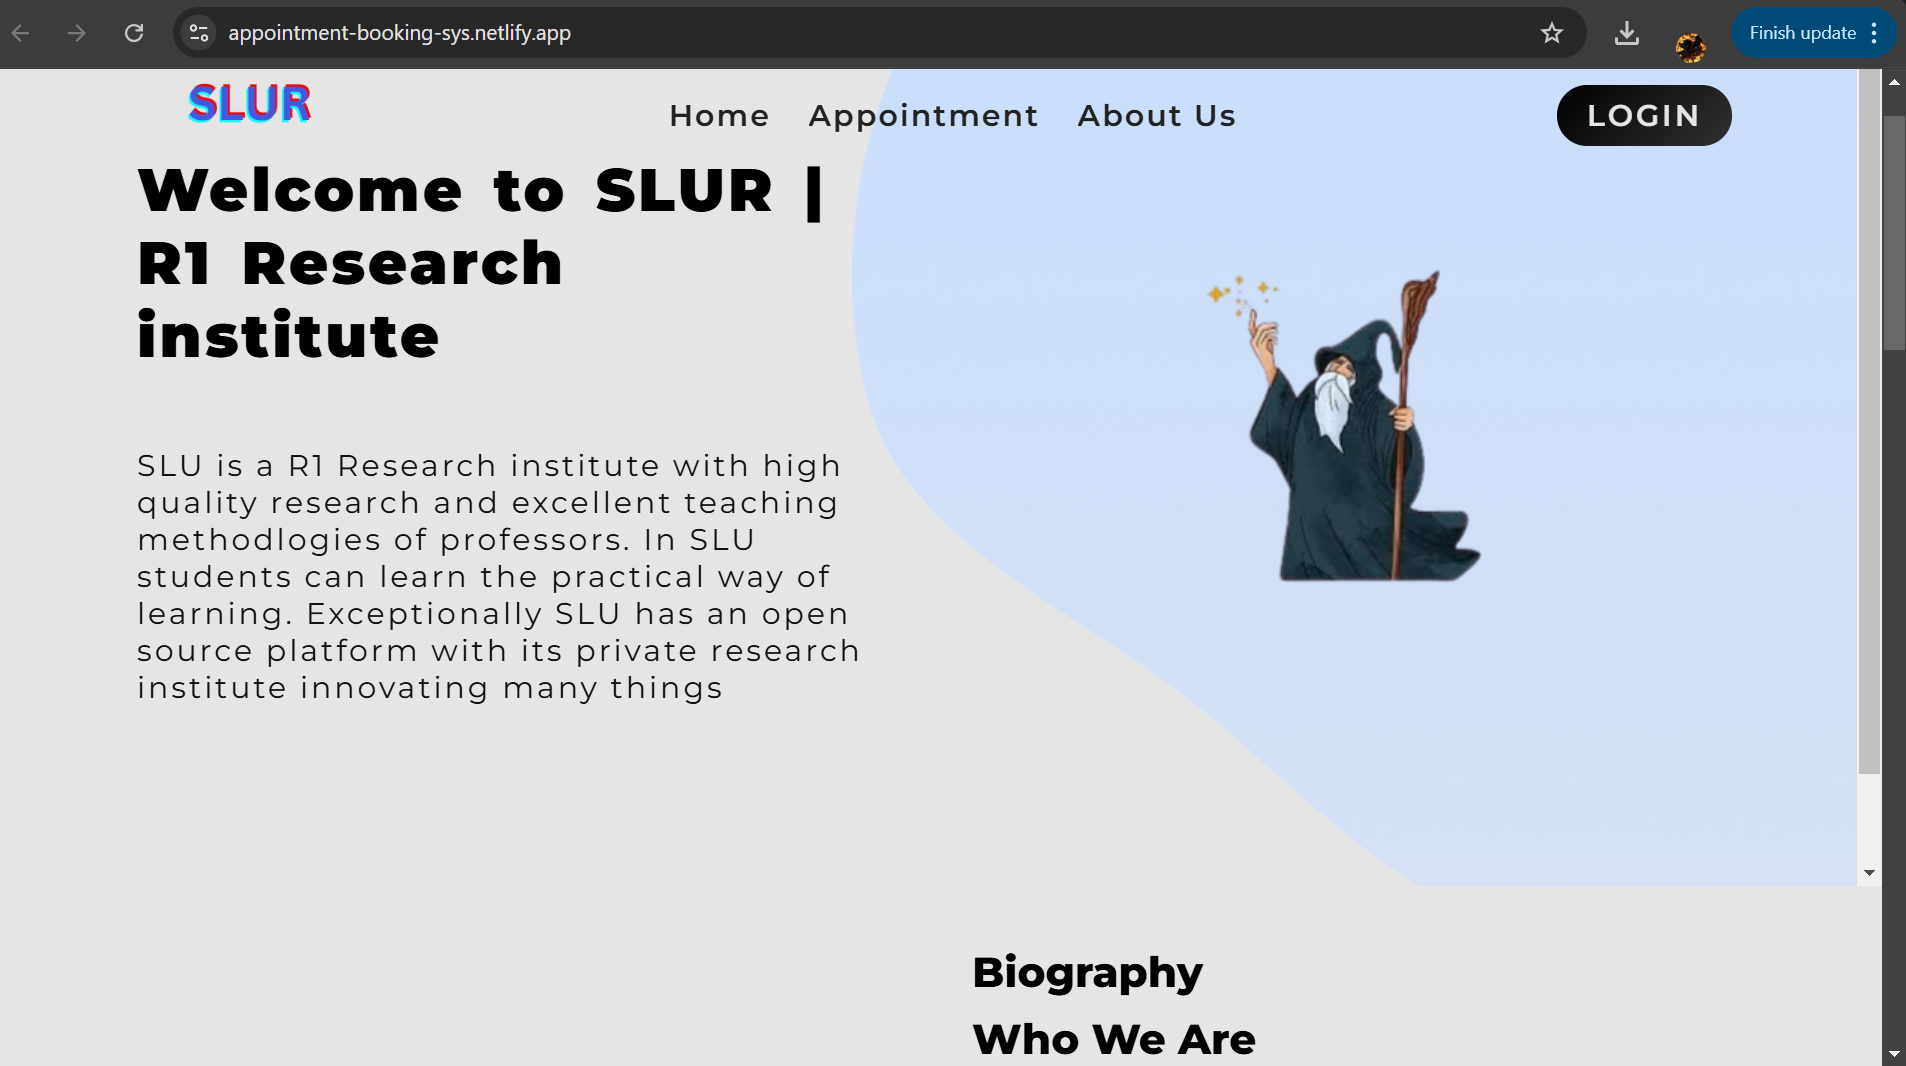 appointment-booking-sys.netlify.app
Finish update
SLUR
Home Appointment About Us
LOGIN
Welcome to SLUR |
R1 Research
institute
SLU is a R1 Research institute with high
quality research and excellent teaching
methodlogies of professors. In SLU
students can learn the practical way of
learning. Exceptionally SLU has an open
source platform with its private research
institute innovating many things
Biography
Who We Are